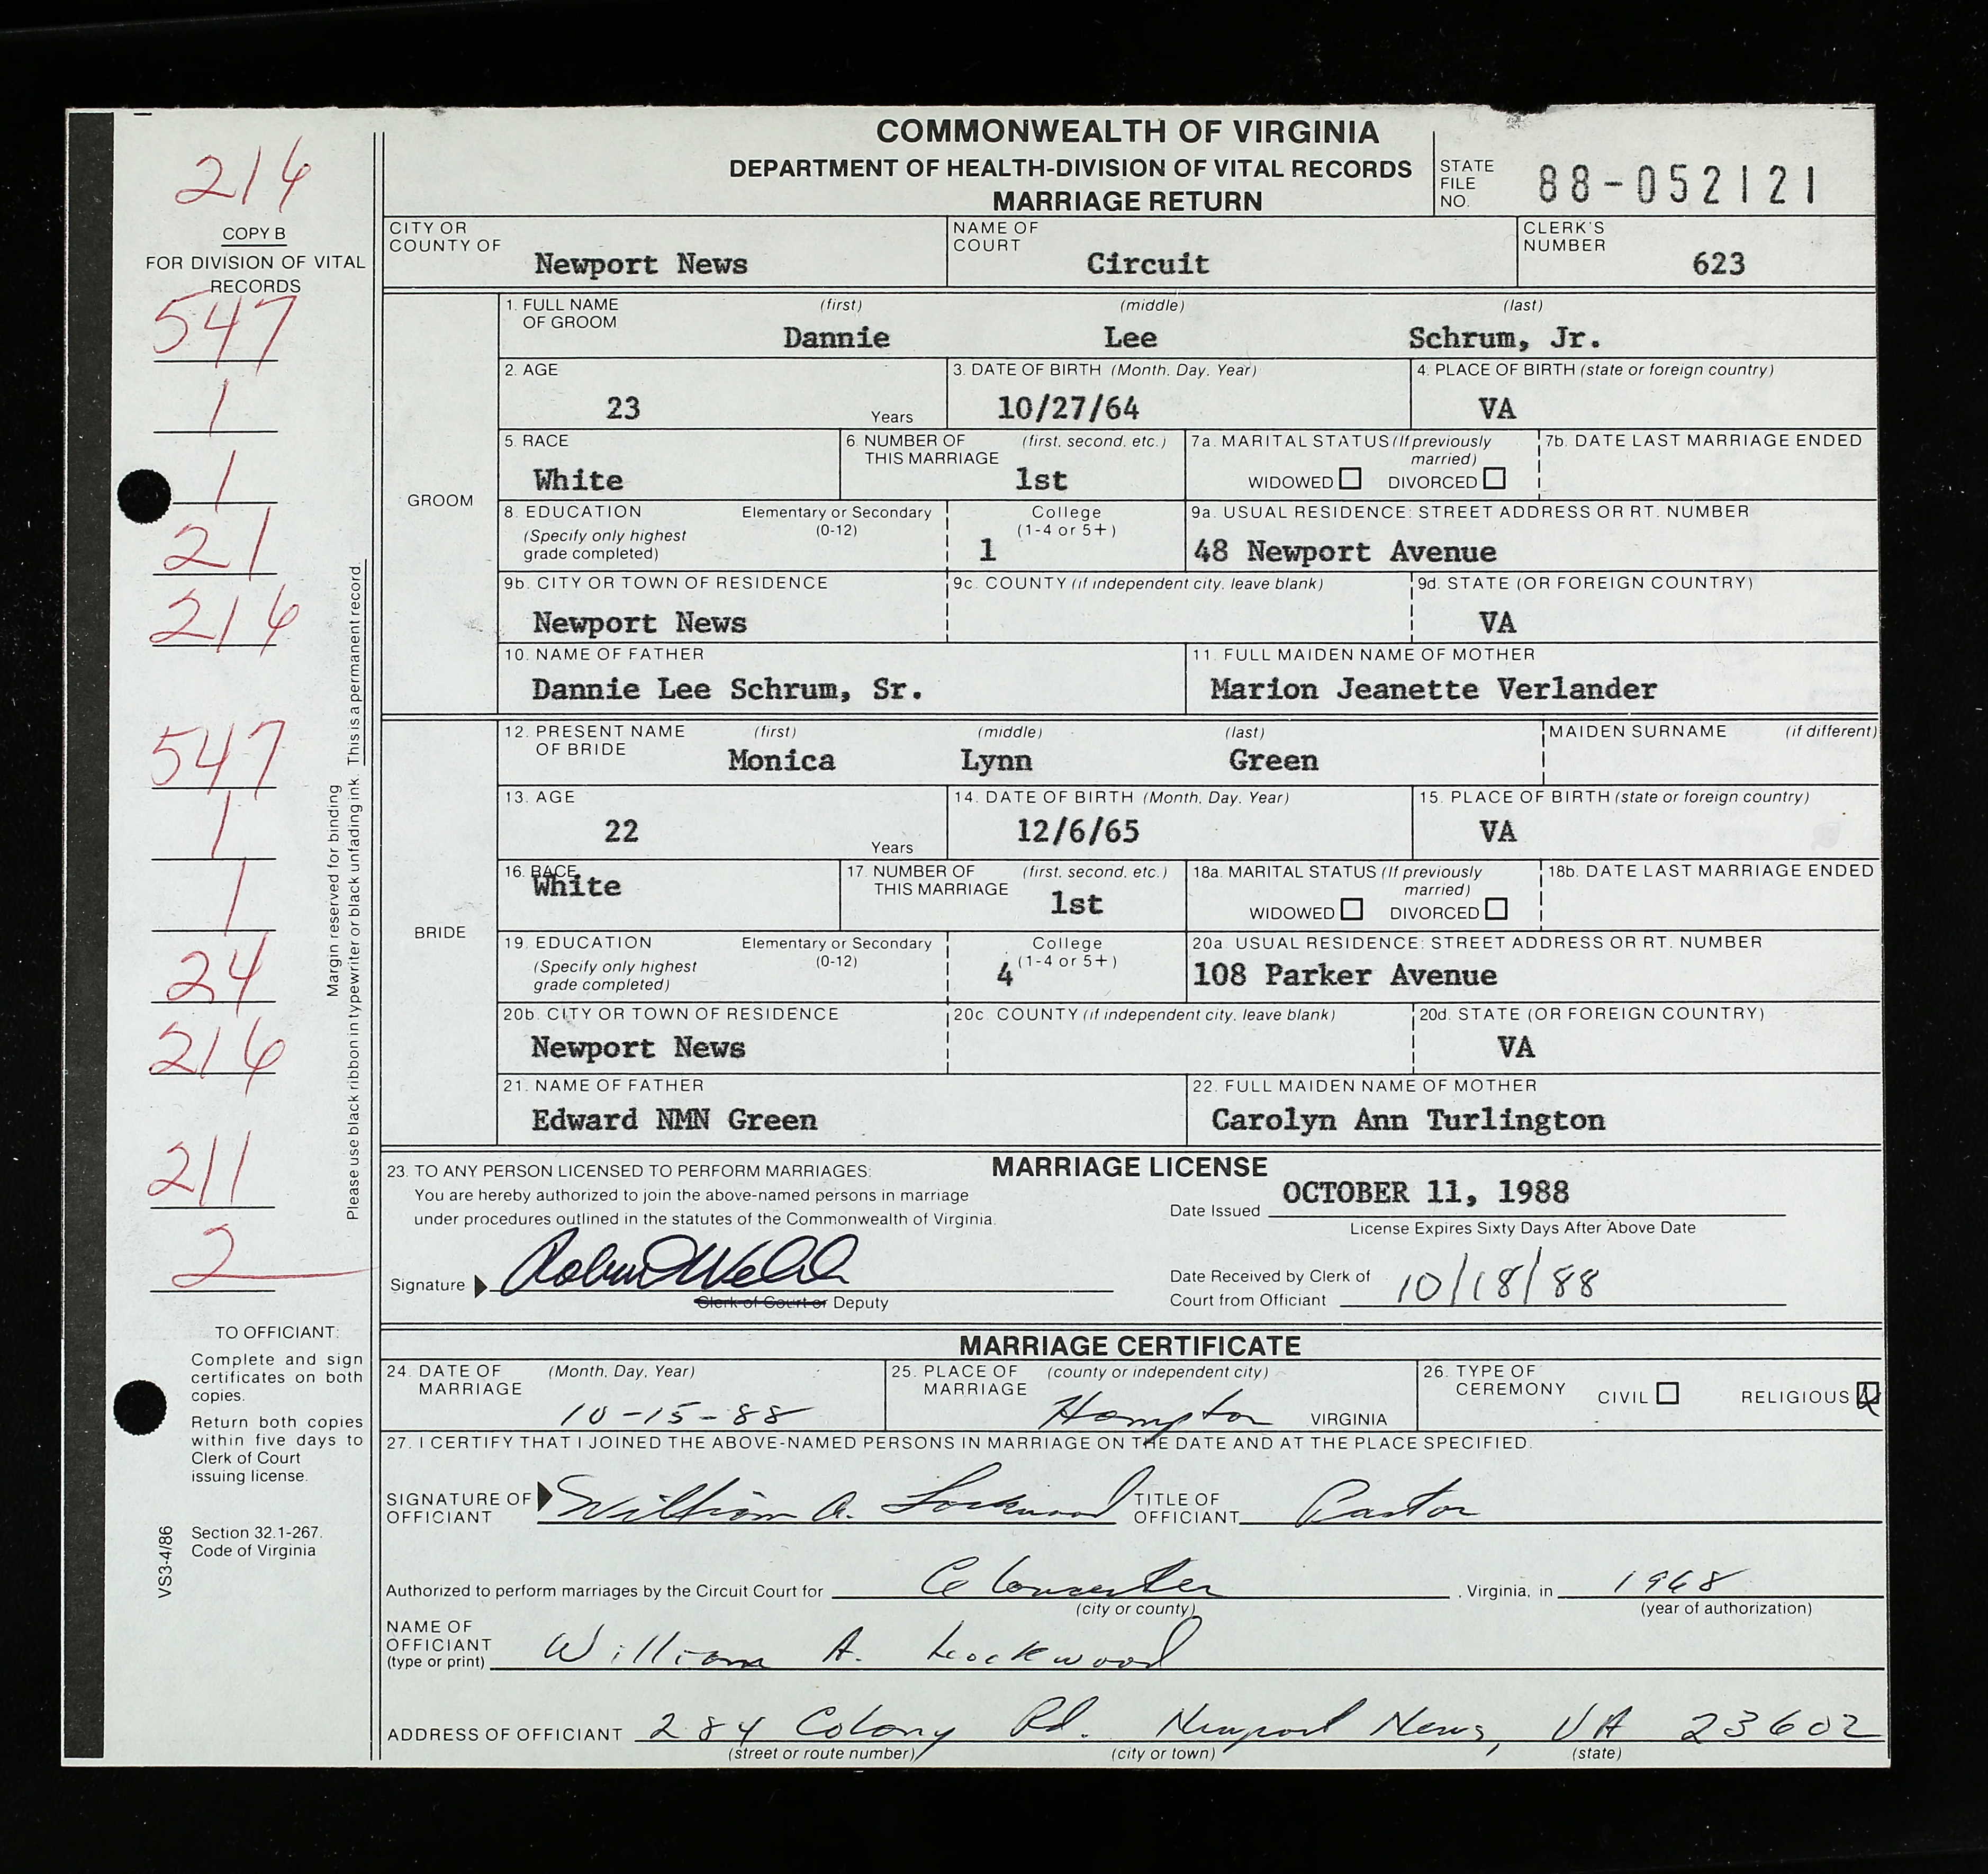 COMMONWEALTH OF VIRGINIA
DEPARTMENT OF HEALTH-DIVISION OF VITAL RECORDS
MARRIAGE RETURN
STATE FILE NO. 88-052121
216
COPY B
FOR DIVISION OF VITAL RECORDS
547
1
1
21
216
547
1
1
24
216
211
2
Margin reserved for binding
Please use black ribbon in typewriter or black unfading ink. This is a permanent record.
TO OFFICIANT:
Complete and sign
certificates on both
copies.
Return both copies
within five days to
Clerk of Court
issuing license.
Section 32.1-267.
Code of Virginia
VS3-4/86
CITY OR COUNTY OF Newport News
NAME OF COURT Circuit
CLERK'S NUMBER 623
GROOM
1. FULL NAME OF GROOM (first) Dannie (middle) Lee (last) Schrum, Jr.
2. AGE 23 Years
3. DATE OF BIRTH (Month, Day, Year) 10/27/64
4. PLACE OF BIRTH (state or foreign country) VA
5. RACE White
6. NUMBER OF THIS MARRIAGE (first, second, etc.) 1st
7a. MARITAL STATUS (If previously married) WIDOWED DIVORCED
7b. DATE LAST MARRIAGE ENDED
8. EDUCATION (Specify only highest grade completed) Elementary or Secondary (0-12) College (1-4 or 5+) 1
9a. USUAL RESIDENCE: STREET ADDRESS OR RT. NUMBER 48 Newport Avenue
9b. CITY OR TOWN OF RESIDENCE Newport News
9c. COUNTY (if independent city, leave blank)
9d. STATE (OR FOREIGN COUNTRY) VA
10. NAME OF FATHER Dannie Lee Schrum, Sr.
11. FULL MAIDEN NAME OF MOTHER Marion Jeanette Verlander
BRIDE
12. PRESENT NAME OF BRIDE (first) Monica (middle) Lynn (last) Green
MAIDEN SURNAME (if different)
13. AGE 22 Years
14. DATE OF BIRTH (Month, Day, Year) 12/6/65
15. PLACE OF BIRTH (state or foreign country) VA
16. RACE White
17. NUMBER OF THIS MARRIAGE (first, second, etc.) 1st
18a. MARITAL STATUS (If previously married) WIDOWED DIVORCED
18b. DATE LAST MARRIAGE ENDED
19. EDUCATION (Specify only highest grade completed) Elementary or Secondary (0-12) College (1-4 or 5+) 4
20a. USUAL RESIDENCE: STREET ADDRESS OR RT. NUMBER 108 Parker Avenue
20b. CITY OR TOWN OF RESIDENCE Newport News
20c. COUNTY (if independent city, leave blank)
20d. STATE (OR FOREIGN COUNTRY) VA
21. NAME OF FATHER Edward NMN Green
22. FULL MAIDEN NAME OF MOTHER Carolyn Ann Turlington
MARRIAGE LICENSE
23. TO ANY PERSON LICENSED TO PERFORM MARRIAGES:
You are hereby authorized to join the above-named persons in marriage
under procedures outlined in the statutes of the Commonwealth of Virginia.
Date Issued OCTOBER 11, 1988
License Expires Sixty Days After Above Date
Signature
Clerk of Court or Deputy
Date Received by Clerk of Court from Officiant 10/18/88
MARRIAGE CERTIFICATE
24. DATE OF MARRIAGE (Month, Day, Year) 10-15-88
25. PLACE OF MARRIAGE (county or independent city) Hampton VIRGINIA
26. TYPE OF CEREMONY CIVIL RELIGIOUS X
27. I CERTIFY THAT I JOINED THE ABOVE-NAMED PERSONS IN MARRIAGE ON THE DATE AND AT THE PLACE SPECIFIED.
SIGNATURE OF OFFICIANT William A. Lockwood TITLE OF OFFICIANT Pastor
Authorized to perform marriages by the Circuit Court for Gloucester , Virginia, in 1968
(city or county) (year of authorization)
NAME OF OFFICIANT (type or print) William A. Lockwood
ADDRESS OF OFFICIANT 284 Colony Rd. Newport News, VA 23602
(street or route number) (city or town) (state)